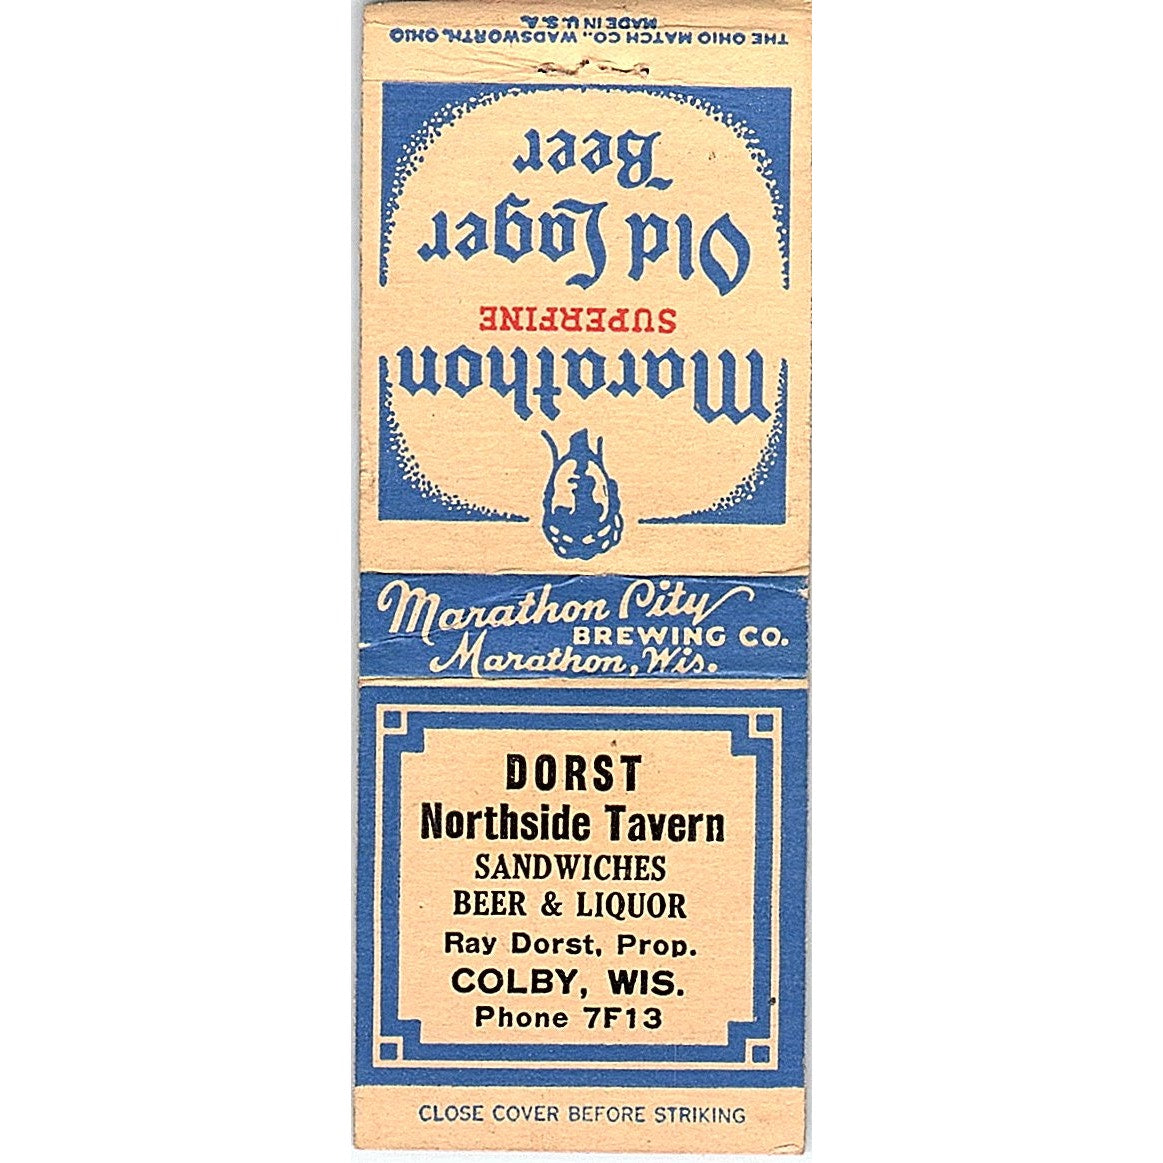 THE OHIO MATCH CO., WADSWORTH, OHIO
MADE IN U.S.A.
Marathon
SUPERFINE
Old Lager
Beer
Marathon City
BREWING CO.
Marathon, Wis.
DORST
Northside Tavern
SANDWICHES
BEER & LIQUOR
Ray Dorst, Prop.
COLBY, WIS.
Phone 7F13
CLOSE COVER BEFORE STRIKING